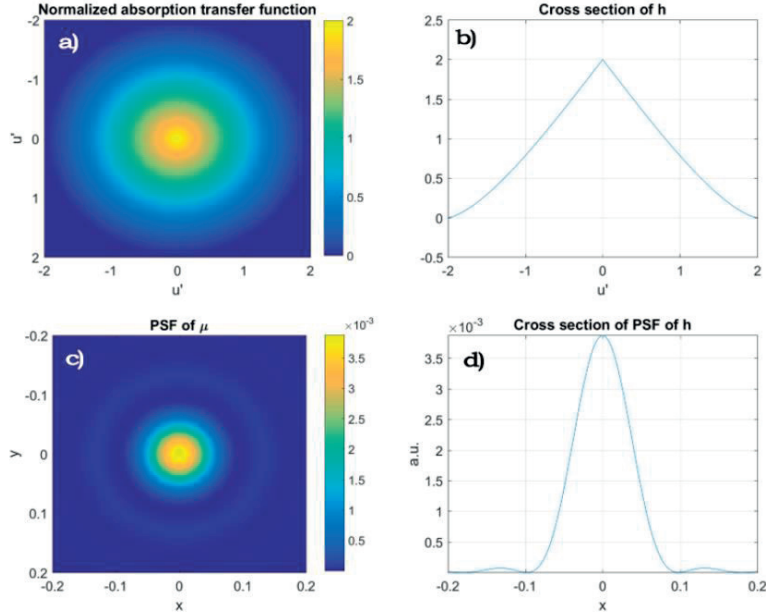 Normalized absorption transfer function
a)
-2
-1
0
1
2
u'
-2 -1 0 1 2
u'
2
1.5
1
0.5
0
Cross section of h
b)
2.5
2
1.5
1
0.5
0
-0.5
-2 -1 0 1 2
u'
PSF of μ
c)
-0.2
-0.1
0
0.1
0.2
y
-0.2 -0.1 0 0.1 0.2
x
×10⁻³
3.5
3
2.5
2
1.5
1
0.5
Cross section of PSF of h
d)
×10⁻³
3.5
3
2.5
2
1.5
1
0.5
a.u.
-0.2 -0.1 0 0.1 0.2
x